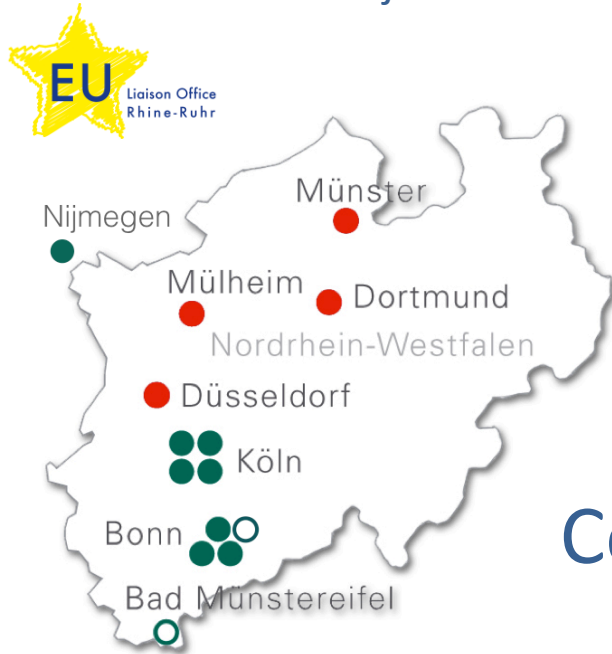 EU
Liaison Office
Rhine-Ruhr
Münster
Nijmegen
Mülheim
Dortmund
Nordrhein-Westfalen
Düsseldorf
Köln
Bonn
Bad Münstereifel